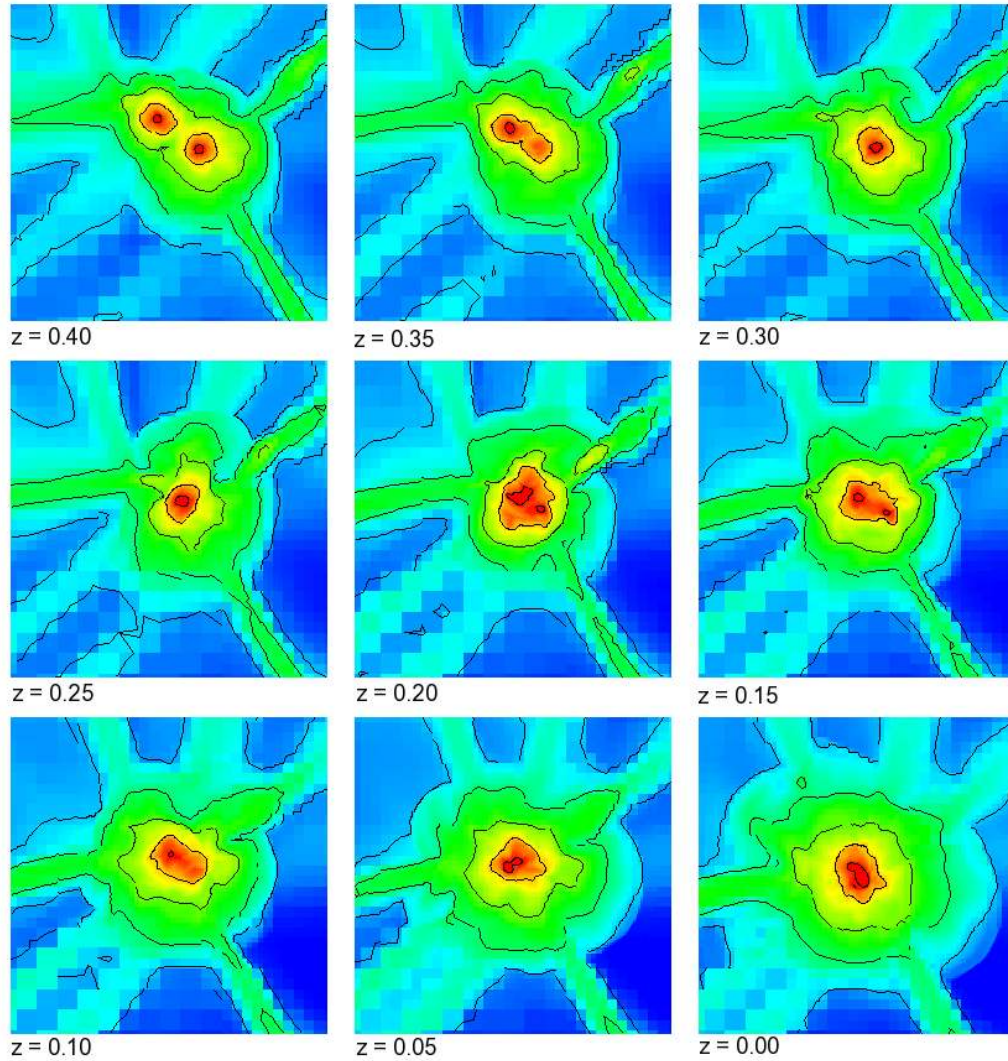 z = 0.40
z = 0.35
z = 0.30
z = 0.25
z = 0.20
z = 0.15
z = 0.10
z = 0.05
z = 0.00